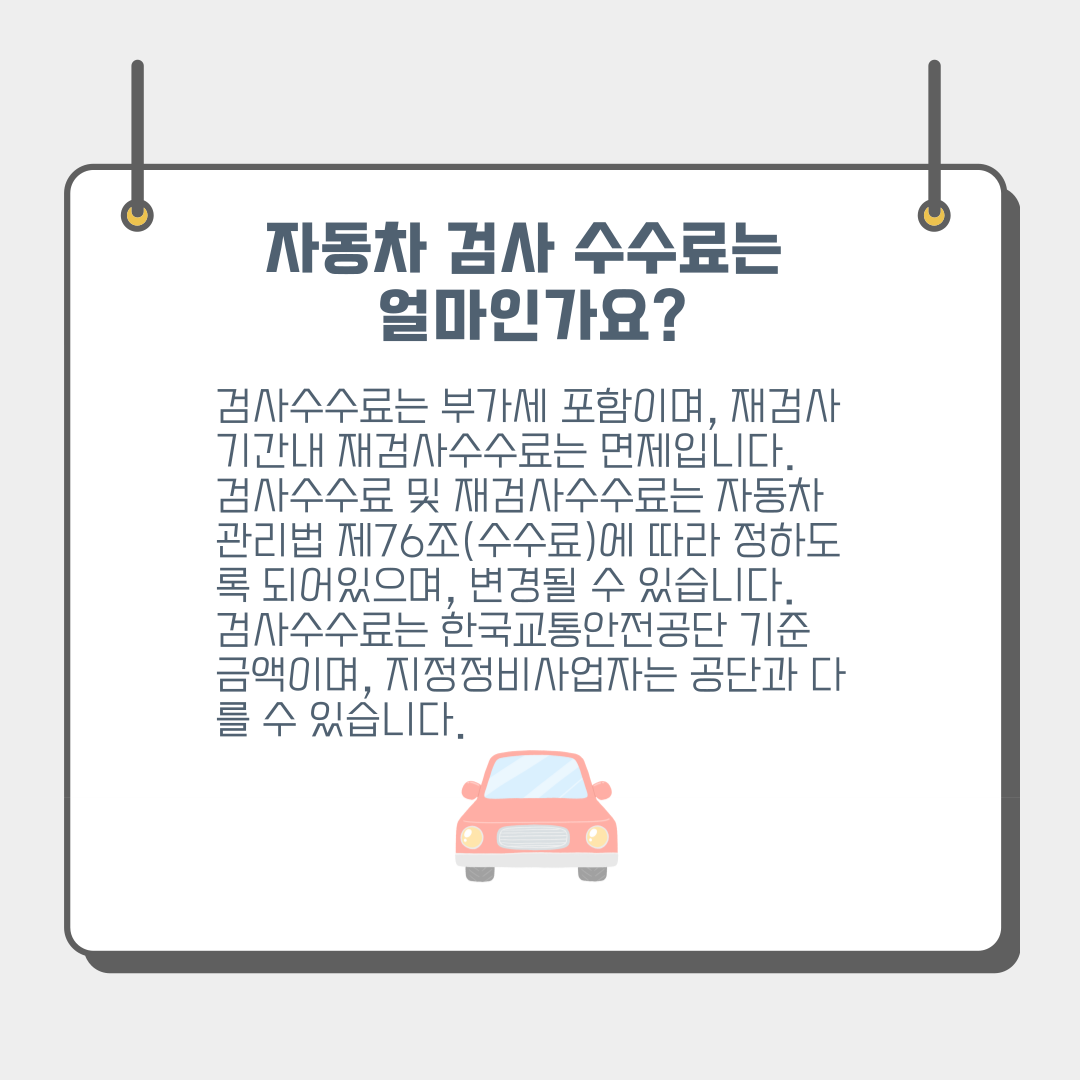 자동차 검사 수수료는
얼마인가요?
검사수수료는 부가세 포함이며, 재검사
기간내 재검사수수료는 면제입니다.
검사수수료 및 재검사수수료는 자동차
관리법 제76조(수수료)에 따라 정하도
록 되어있으며, 변경될 수 있습니다.
검사수수료는 한국교통안전공단 기준
금액이며, 지정정비사업자는 공단과 다
를 수 있습니다.